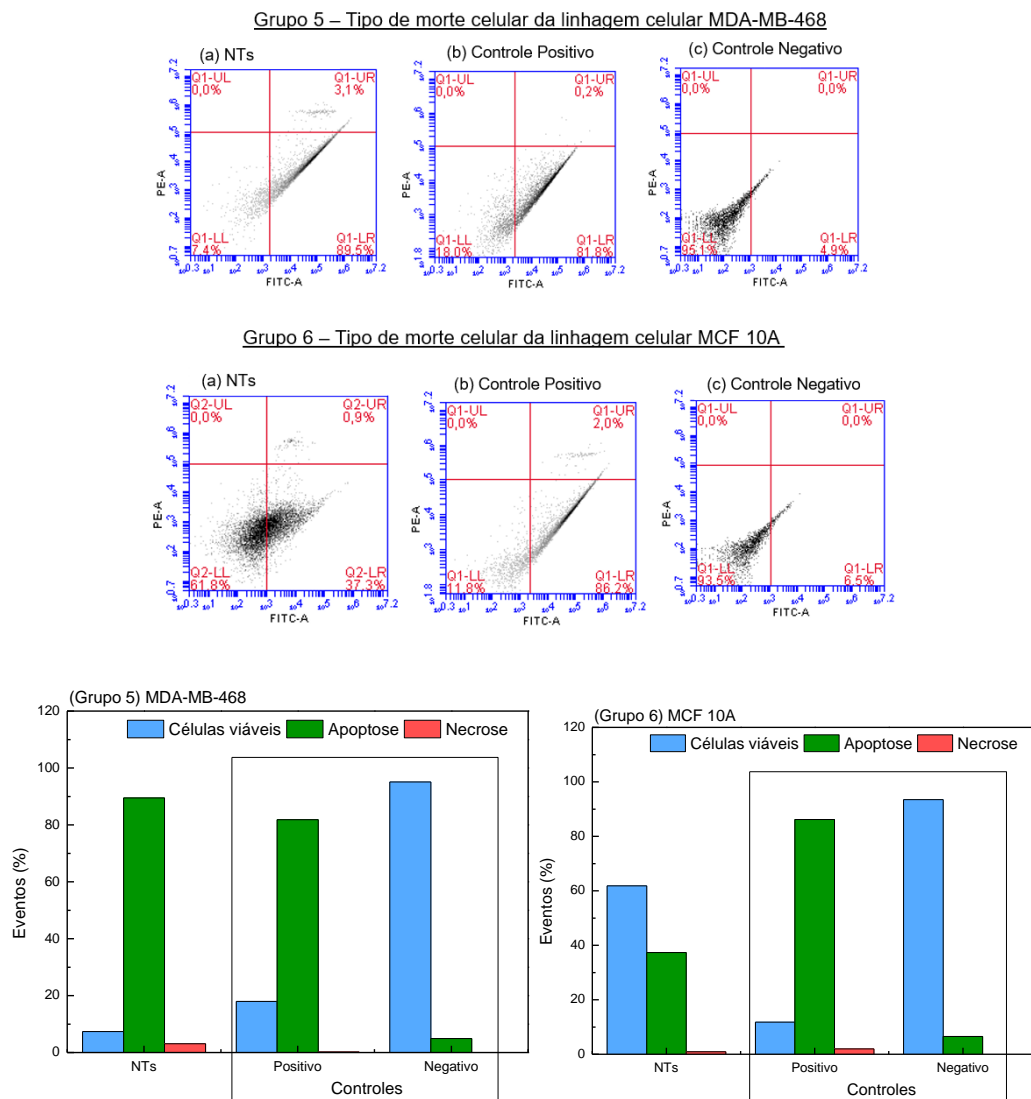 Grupo 5 – Tipo de morte celular da linhagem celular MDA-MB-468
(a) NTs
(b) Controle Positivo
(c) Controle Negativo
Q1-UL
0,0%
Q1-UR
3,1%
Q1-LL
7,4%
Q1-LR
89,5%
PE-A
FITC-A
Q1-UL
0,0%
Q1-UR
0,2%
Q1-LL
18,0%
Q1-LR
81,8%
PE-A
FITC-A
Q1-UL
0,0%
Q1-UR
0,0%
Q1-LL
95,1%
Q1-LR
4,9%
PE-A
FITC-A
Grupo 6 – Tipo de morte celular da linhagem celular MCF 10A
(a) NTs
(b) Controle Positivo
(c) Controle Negativo
Q2-UL
0,0%
Q2-UR
0,9%
Q2-LL
61,8%
Q2-LR
37,3%
PE-A
FITC-A
Q1-UL
0,0%
Q1-UR
2,0%
Q1-LL
11,8%
Q1-LR
86,2%
PE-A
FITC-A
Q1-UL
0,0%
Q1-UR
0,0%
Q1-LL
93,5%
Q1-LR
6,5%
PE-A
FITC-A
(Grupo 5) MDA-MB-468
Células viáveis Apoptose Necrose
Eventos (%)
120
100
80
60
40
20
0
NTs Positivo Negativo
Controles
(Grupo 6) MCF 10A
Células viáveis Apoptose Necrose
Eventos (%)
120
100
80
60
40
20
0
NTs Positivo Negativo
Controles